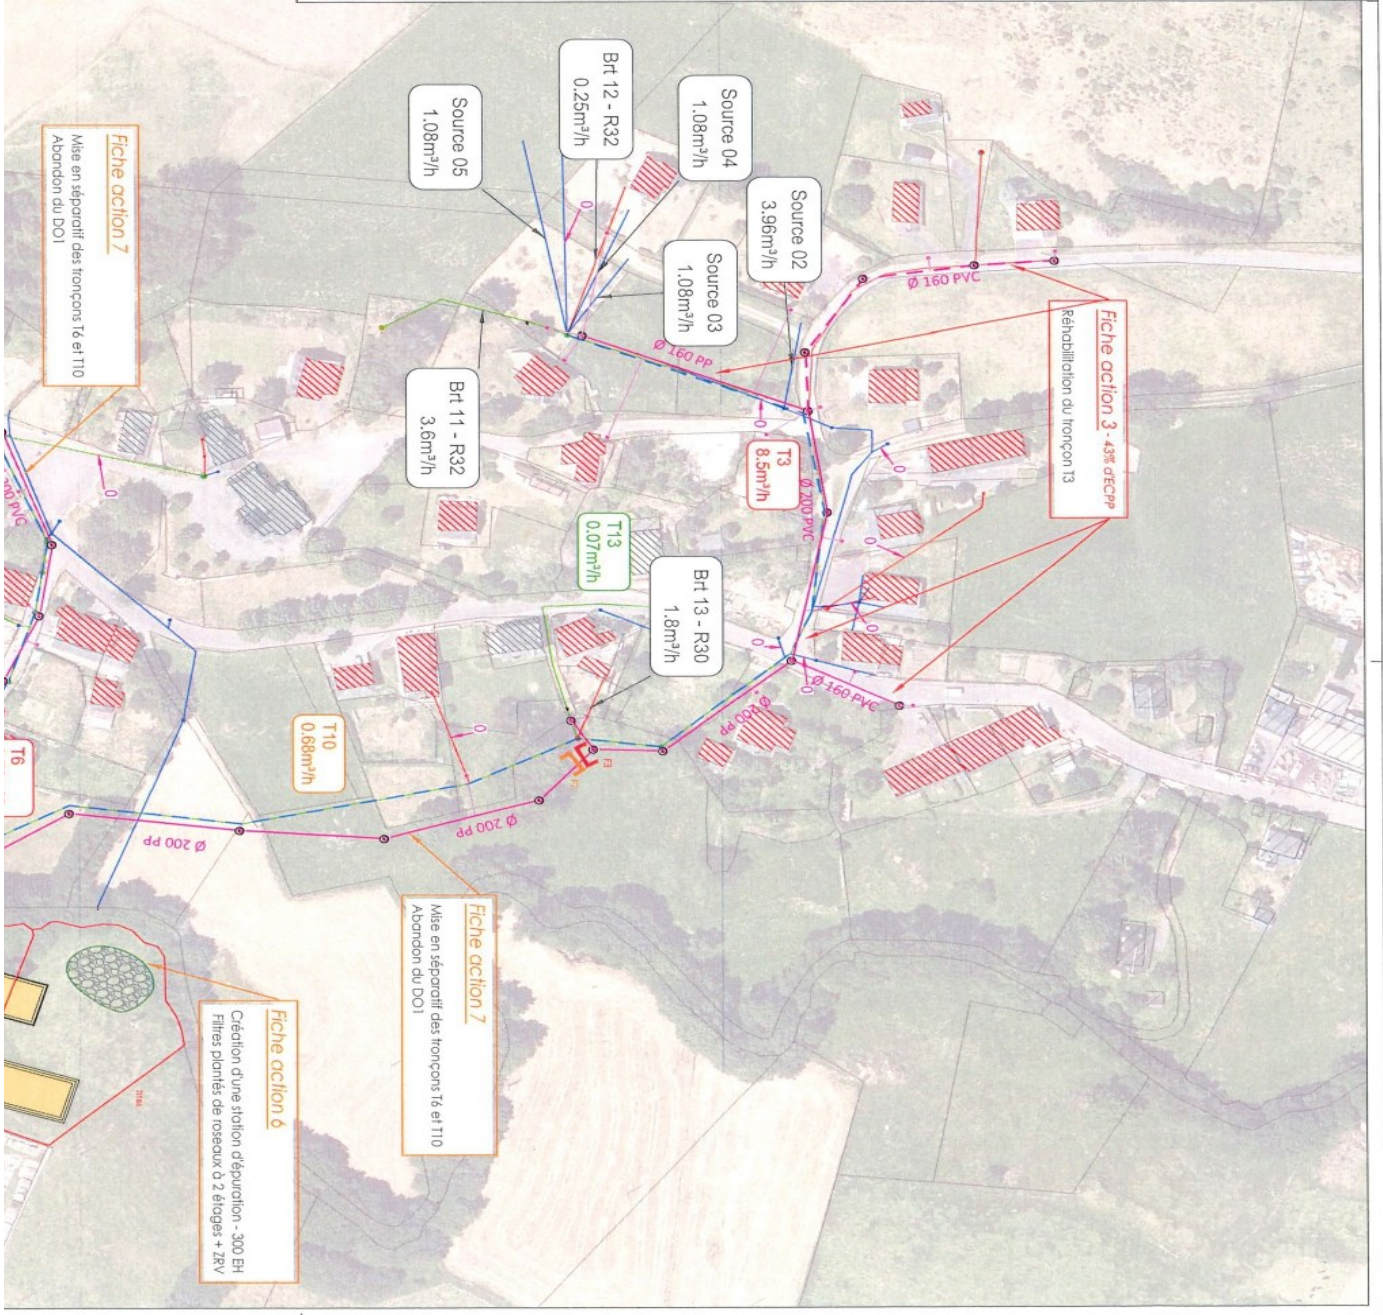 Fiche action 3 - 43% d'ECPP
Réhabilitation du tronçon T3
Ø 160 PVC
Source 02
3.96m³/h
Source 04
1.08m³/h
Source 03
1.08m³/h
Brt 12 - R32
0.25m³/h
Source 05
1.08m³/h
Ø 160 PP
Brt 11 - R32
3.6m³/h
T3
8.5m³/h
Ø 200 PVC
Ø 160 PVC
Ø 200 PP
Brt 13 - R30
1.8m³/h
T13
0.07m³/h
F3
Fiche action 7
Mise en séparatif des tronçons T6 et T10
Abandon du DO1
200 PVC
T10
0.68m³/h
Ø 200 PP
Ø 200 PP
T6
Fiche action 7
Mise en séparatif des tronçons T6 et T10
Abandon du DO1
Fiche action 6
Création d'une station d'épuration - 300 EH
Filtres plantés de roseaux à 2 étages + ZRV